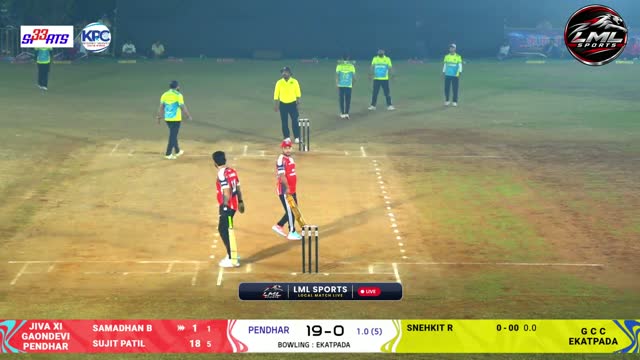 33 SPORTS
KPC
LML SPORTS
LML SPORTS
LOCAL MATCH LIVE
LIVE
JIVA XI GAONDEVI PENDHAR
SAMADHAN B 1 1
SUJIT PATIL 18 5
PENDHAR 19-0 1.0 (5)
BOWLING : EKATPADA
SNEHKIT R 0-00 0.0
G C C EKATPADA